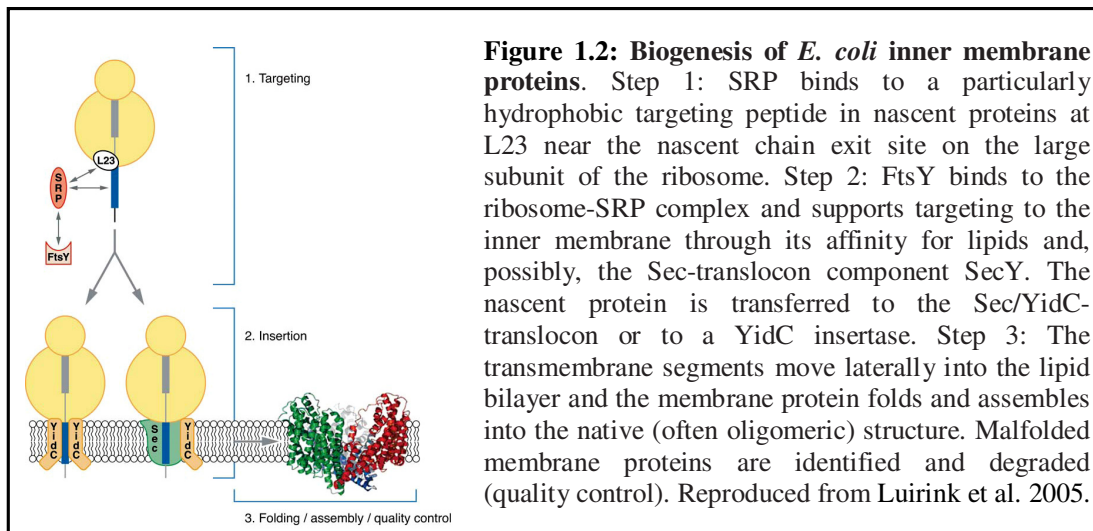 1. Targeting
L23
SRP
FtsY
2. Insertion
YidC
YidC
Sec
YidC
3. Folding / assembly / quality control
Figure 1.2: Biogenesis of E. coli inner membrane
proteins. Step 1: SRP binds to a particularly
hydrophobic targeting peptide in nascent proteins at
L23 near the nascent chain exit site on the large
subunit of the ribosome. Step 2: FtsY binds to the
ribosome-SRP complex and supports targeting to the
inner membrane through its affinity for lipids and,
possibly, the Sec-translocon component SecY. The
nascent protein is transferred to the Sec/YidC-
translocon or to a YidC insertase. Step 3: The
transmembrane segments move laterally into the lipid
bilayer and the membrane protein folds and assembles
into the native (often oligomeric) structure. Malfolded
membrane proteins are identified and degraded
(quality control). Reproduced from Luirink et al. 2005.